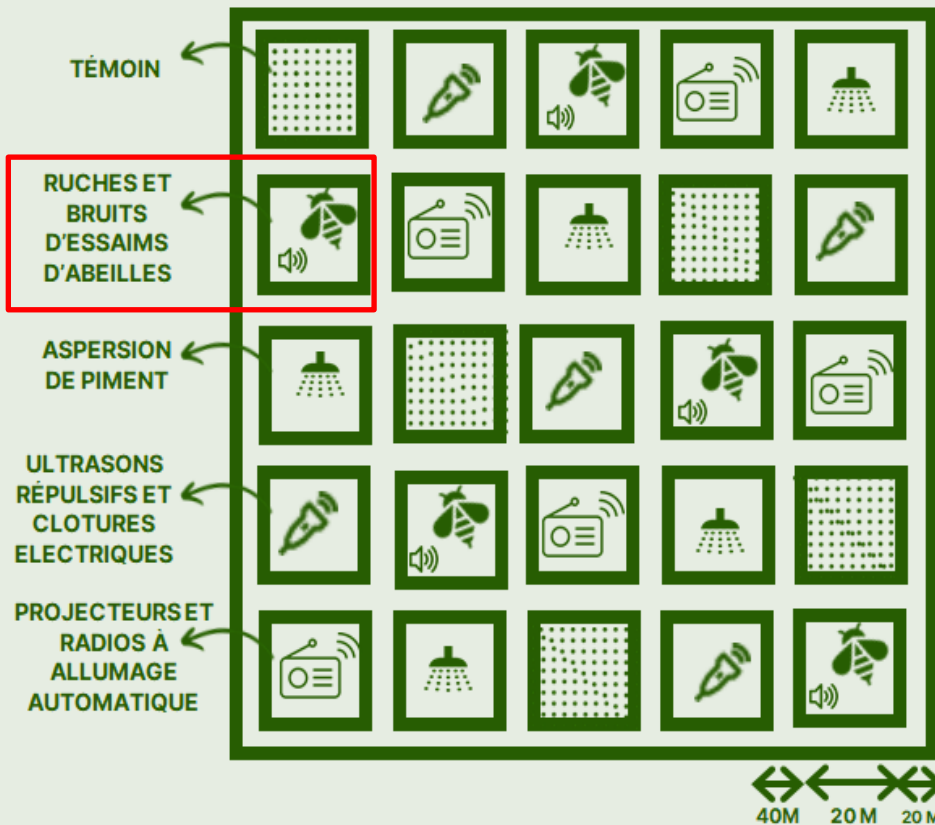 TÉMOIN
RUCHES ET
BRUITS
D'ESSAIMS
D'ABEILLES
ASPERSION
DE PIMENT
ULTRASONS
RÉPULSIFS ET
CLOTURES
ELECTRIQUES
PROJECTEURS ET
RADIOS À
ALLUMAGE
AUTOMATIQUE
40M 20 M 20 M